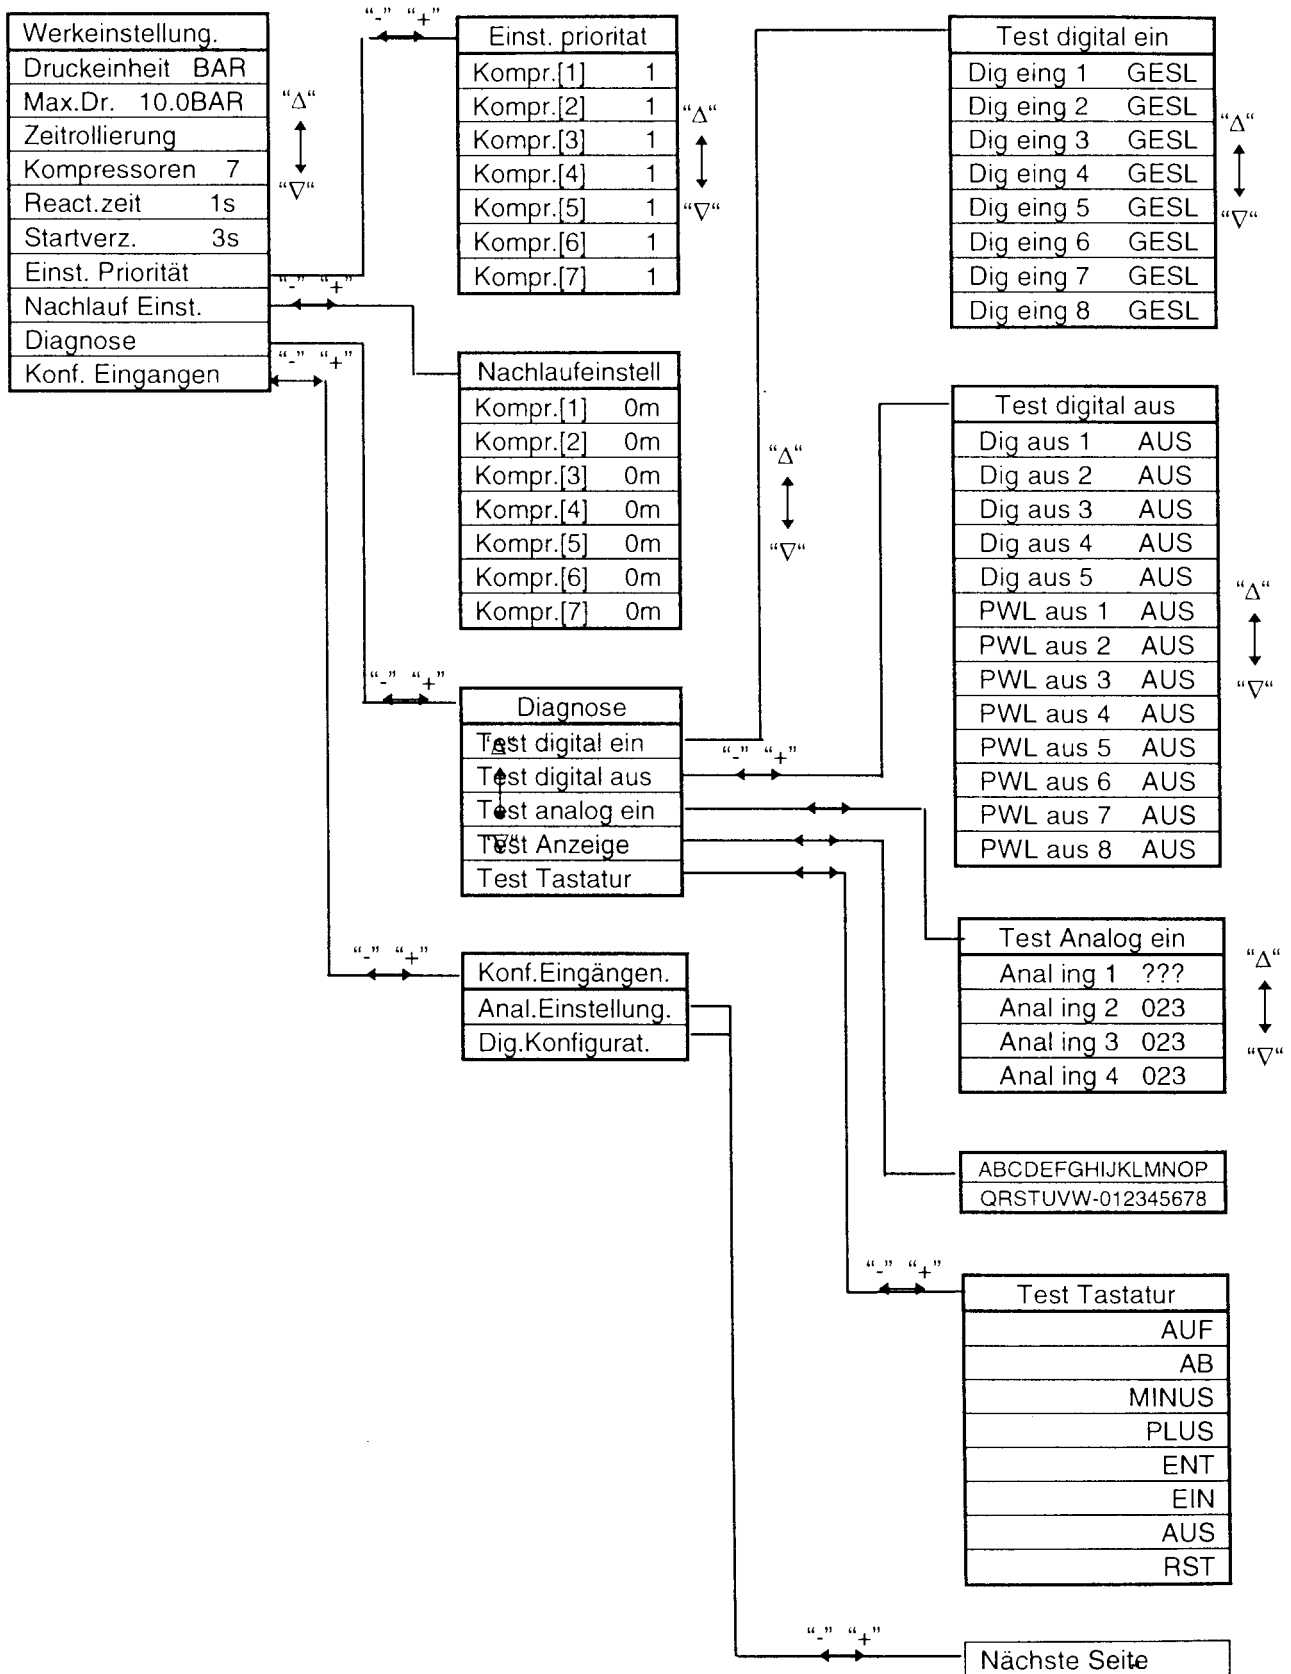 Werkeinstellung.
Druckeinheit BAR
Max.Dr. 10.0BAR
Zeitrollierung
Kompressoren 7
React.zeit 1s
Startverz. 3s
Einst. Priorität
Nachlauf Einst.
Diagnose
Konf. Eingangen
“Δ“
“∇“
“-” “+”
“-” “+”
“-” “+”
Einst. prioritat
Kompr.[1] 1
Kompr.[2] 1
Kompr.[3] 1
Kompr.[4] 1
Kompr.[5] 1
Kompr.[6] 1
Kompr.[7] 1
“Δ“
“∇“
Nachlaufeinstell
Kompr.[1] 0m
Kompr.[2] 0m
Kompr.[3] 0m
Kompr.[4] 0m
Kompr.[5] 0m
Kompr.[6] 0m
Kompr.[7] 0m
“Δ“
“∇“
“-” “+”
Diagnose
Test digital ein
Test digital aus
Test analog ein
Test Anzeige
Test Tastatur
“Δ“
“∇“
“-” “+”
“-” “+”
Konf.Eingängen.
Anal.Einstellung.
Dig.Konfigurat.
Test digital ein
Dig eing 1 GESL
Dig eing 2 GESL
Dig eing 3 GESL
Dig eing 4 GESL
Dig eing 5 GESL
Dig eing 6 GESL
Dig eing 7 GESL
Dig eing 8 GESL
“Δ“
“∇“
Test digital aus
Dig aus 1 AUS
Dig aus 2 AUS
Dig aus 3 AUS
Dig aus 4 AUS
Dig aus 5 AUS
PWL aus 1 AUS
PWL aus 2 AUS
PWL aus 3 AUS
PWL aus 4 AUS
PWL aus 5 AUS
PWL aus 6 AUS
PWL aus 7 AUS
PWL aus 8 AUS
“Δ“
“∇“
Test Analog ein
Anal ing 1 ???
Anal ing 2 023
Anal ing 3 023
Anal ing 4 023
“Δ“
“∇“
ABCDEFGHIJKLMNOP
QRSTUVW-012345678
“-” “+”
Test Tastatur
AUF
AB
MINUS
PLUS
ENT
EIN
AUS
RST
“-” “+”
Nächste Seite